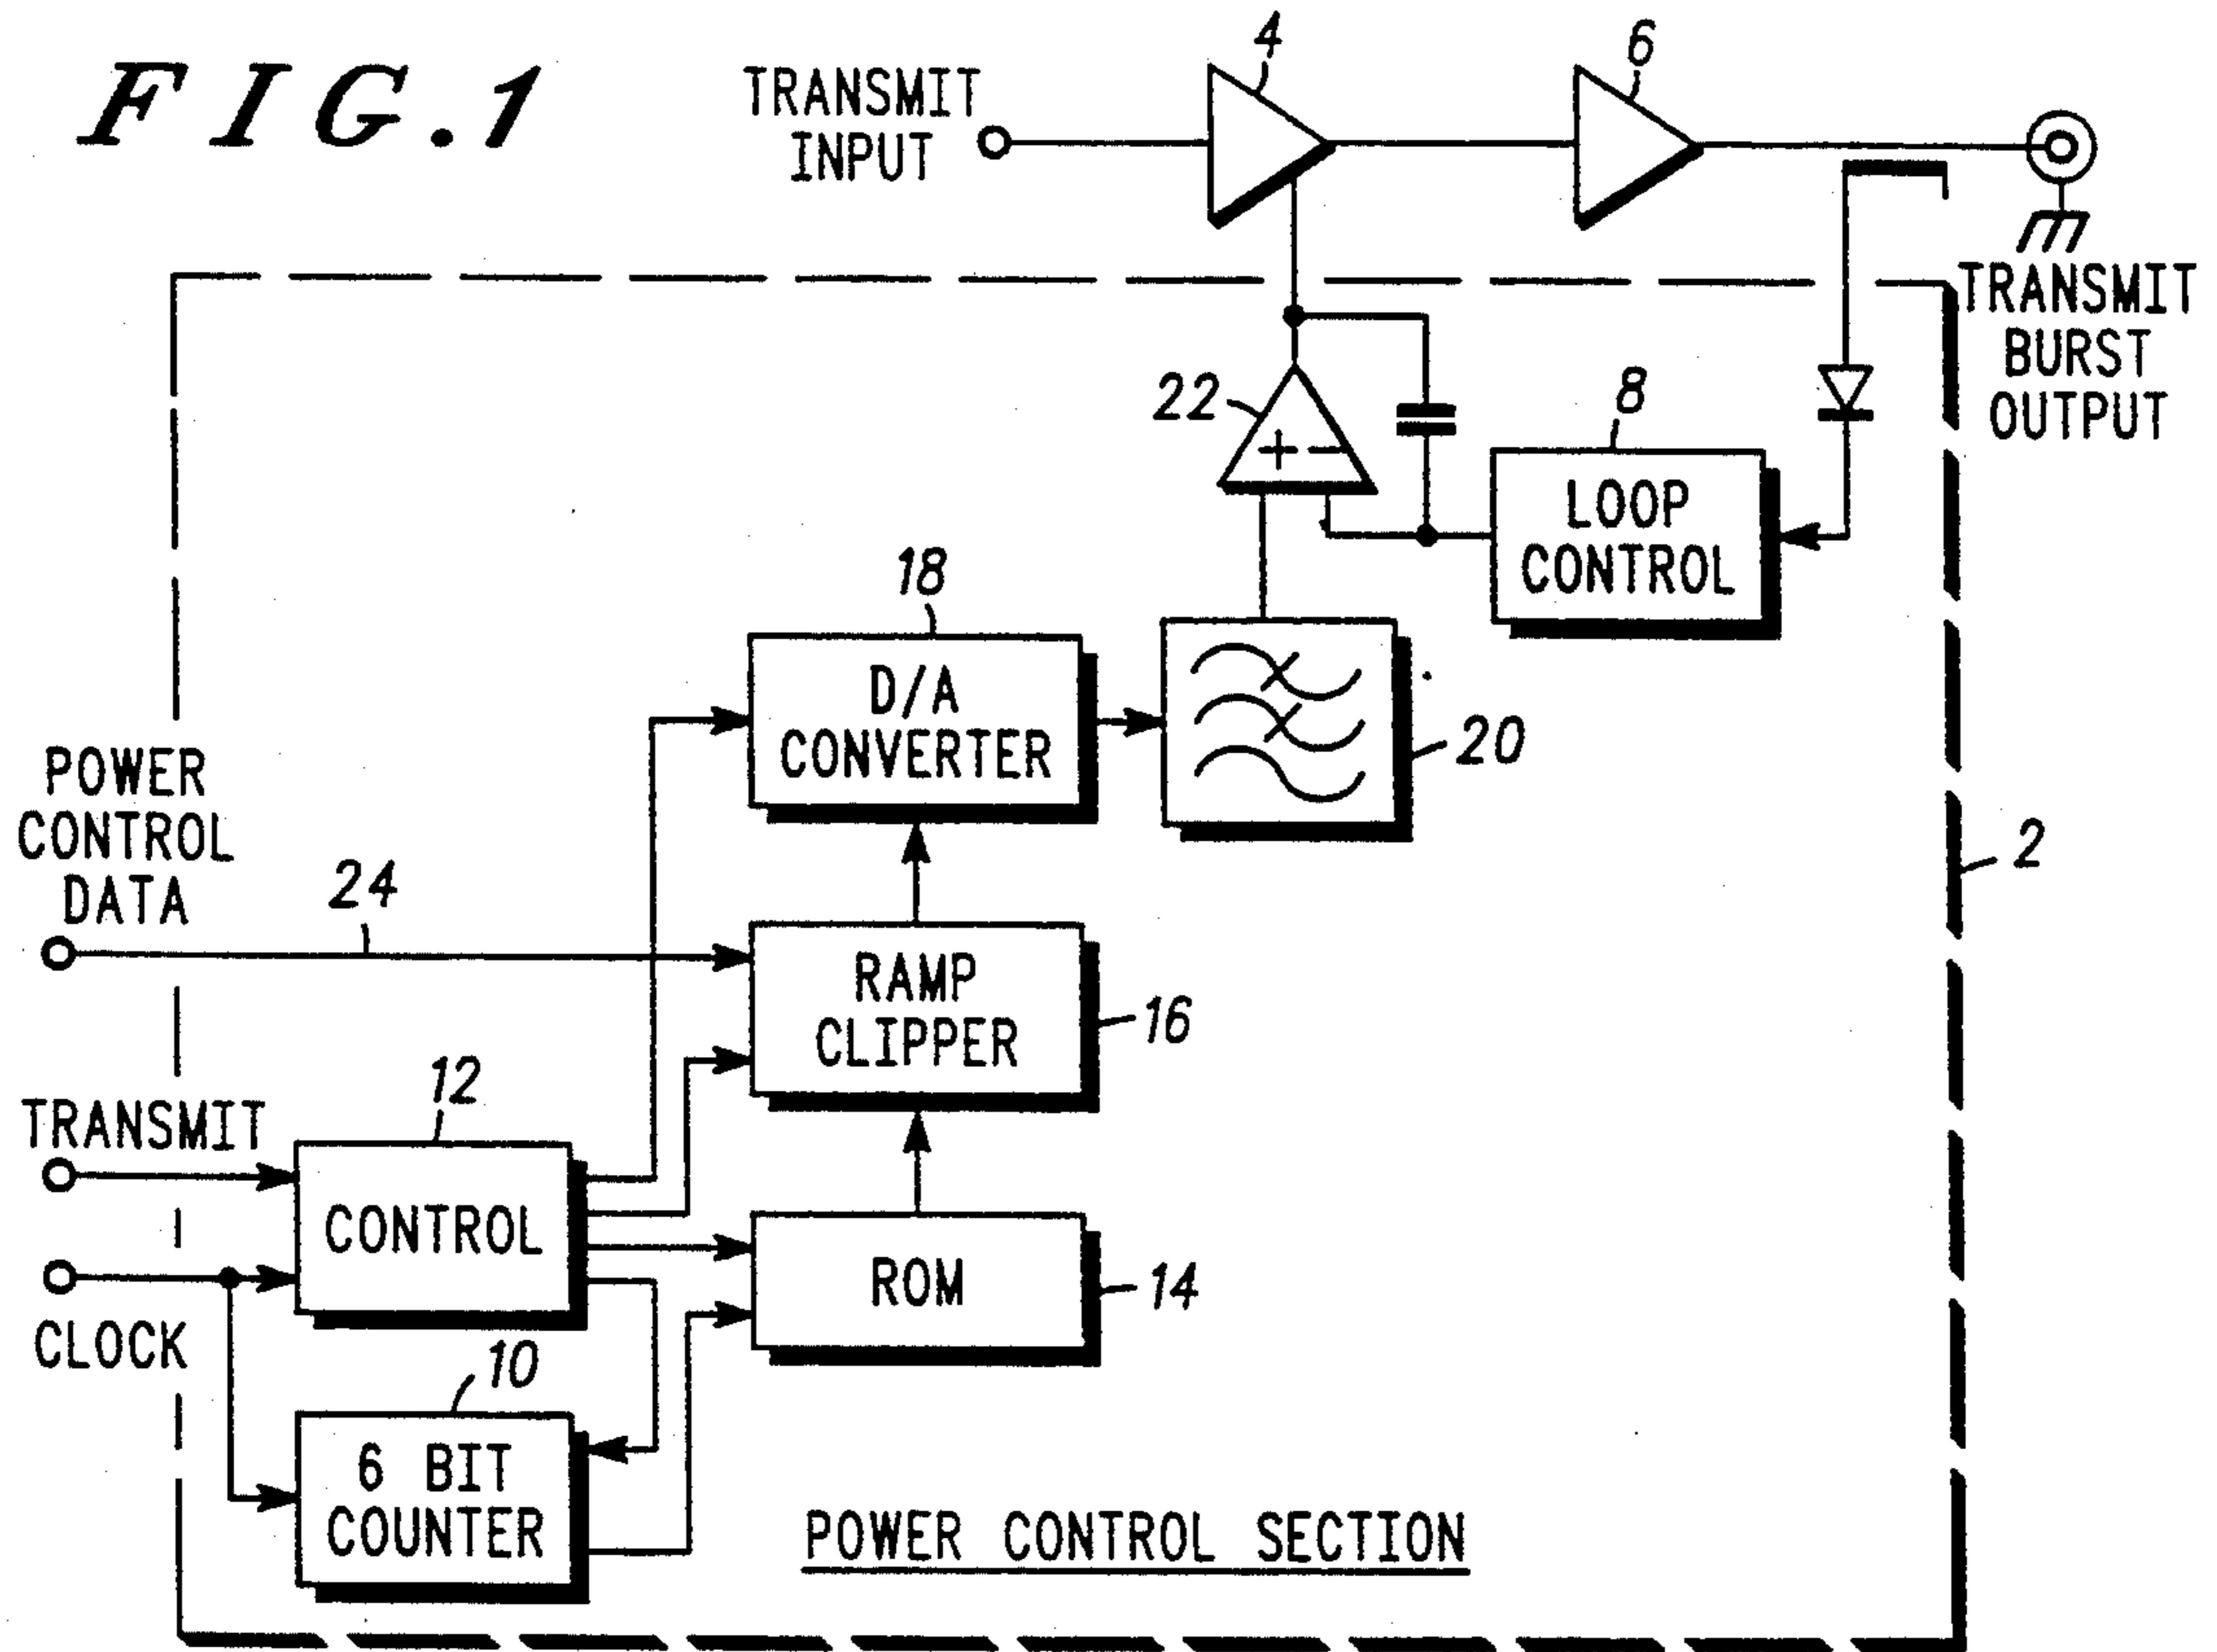 FIG.1
TRANSMIT
INPUT
4
6
TRANSMIT
BURST
OUTPUT
22
+ -
8
LOOP
CONTROL
18
D/A
CONVERTER
20
POWER
CONTROL
DATA
24
2
RAMP
CLIPPER
16
12
TRANSMIT
CONTROL
ROM
14
CLOCK
10
6 BIT
COUNTER
POWER CONTROL SECTION